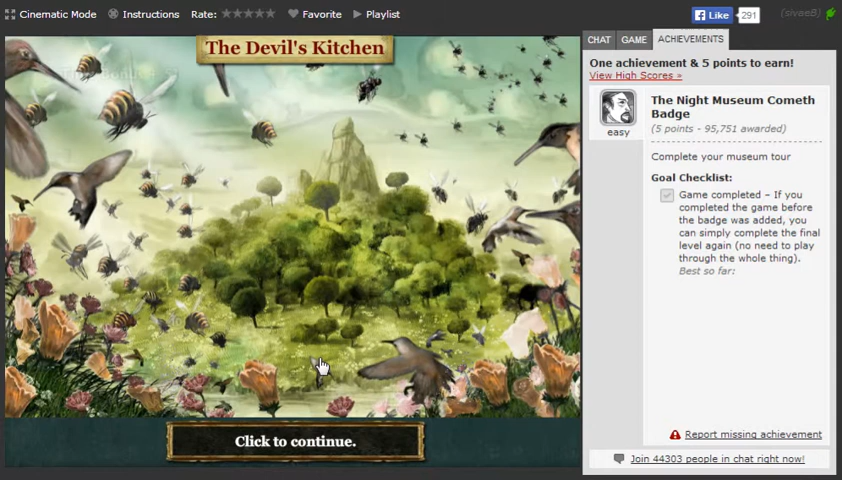 Cinematic Mode Instructions Rate: Favorite Playlist Like 291 (sivaeB)
The Devil's Kitchen
CHAT GAME ACHIEVEMENTS
One achievement & 5 points to earn!
View High Scores »
The Night Museum Cometh
Badge
easy
(5 points - 95,751 awarded)
Complete your museum tour
Goal Checklist:
Game completed – If you
completed the game before
the badge was added, you
can simply complete the final
level again (no need to play
through the whole thing).
Best so far:
Report missing achievement
Click to continue.
Join 44303 people in chat right now!